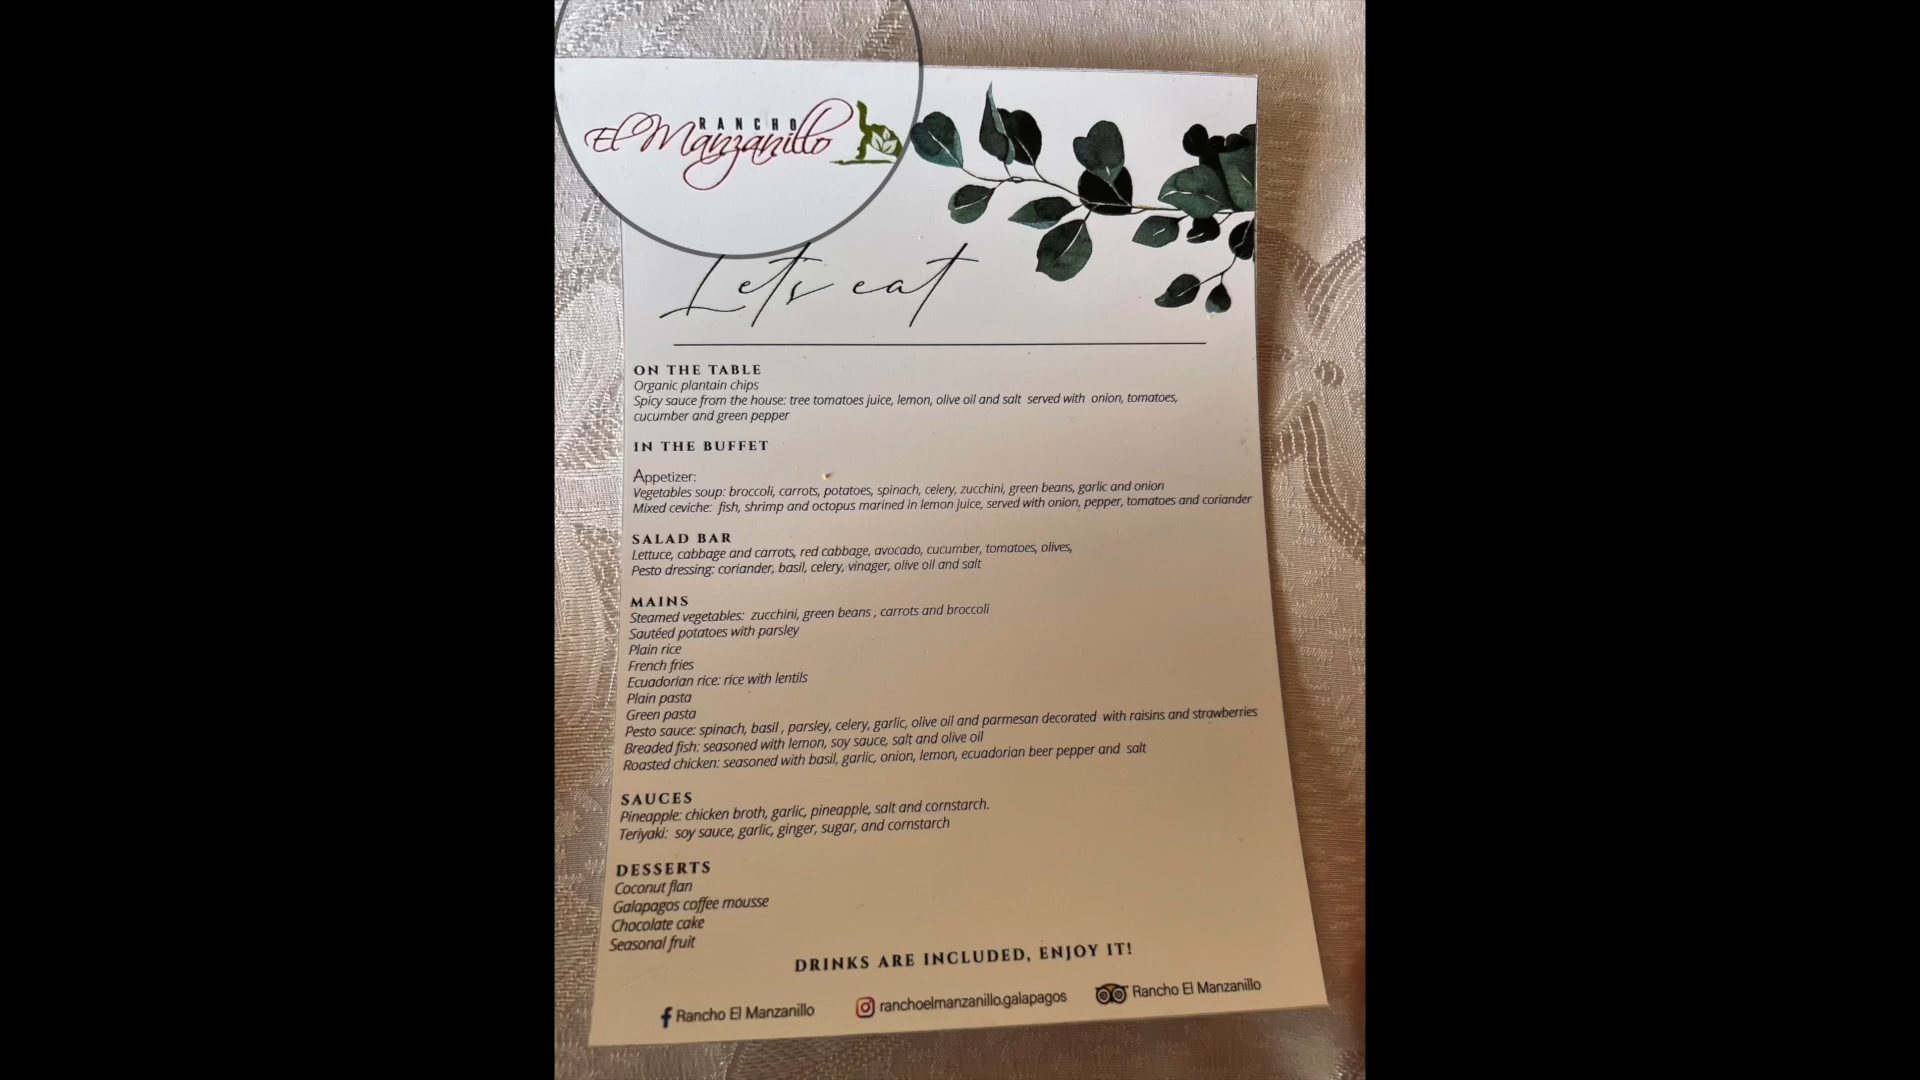 RANCHO
El Manzanillo
Let's eat
ON THE TABLE
Organic plantain chips
Spicy sauce from the house: tree tomatoes juice, lemon, olive oil and salt served with onion, tomatoes,
cucumber and green pepper
IN THE BUFFET
Appetizer:
Vegetables soup: broccoli, carrots, potatoes, spinach, celery, zucchini, green beans, garlic and onion
Mixed ceviche: fish, shrimp and octopus marined in lemon juice, served with onion, pepper, tomatoes and coriander
SALAD BAR
Lettuce, cabbage and carrots, red cabbage, avocado, cucumber, tomatoes, olives,
Pesto dressing: coriander, basil, celery, vinager, olive oil and salt
MAINS
Steamed vegetables: zucchini, green beans , carrots and broccoli
Sautéed potatoes with parsley
Plain rice
French fries
Ecuadorian rice: rice with lentils
Plain pasta
Green pasta
Pesto sauce: spinach, basil , parsley, celery, garlic, olive oil and parmesan decorated with raisins and strawberries
Breaded fish: seasoned with lemon, soy sauce, salt and olive oil
Roasted chicken: seasoned with basil, garlic, onion, lemon, ecuadorian beer pepper and salt
SAUCES
Pineapple: chicken broth, garlic, pineapple, salt and cornstarch.
Teriyaki: soy sauce, garlic, ginger, sugar, and cornstarch
DESSERTS
Coconut flan
Galapagos coffee mousse
Chocolate cake
Seasonal fruit
DRINKS ARE INCLUDED, ENJOY IT!
Rancho El Manzanillo ranchoelmanzanillo.galapagos Rancho El Manzanillo